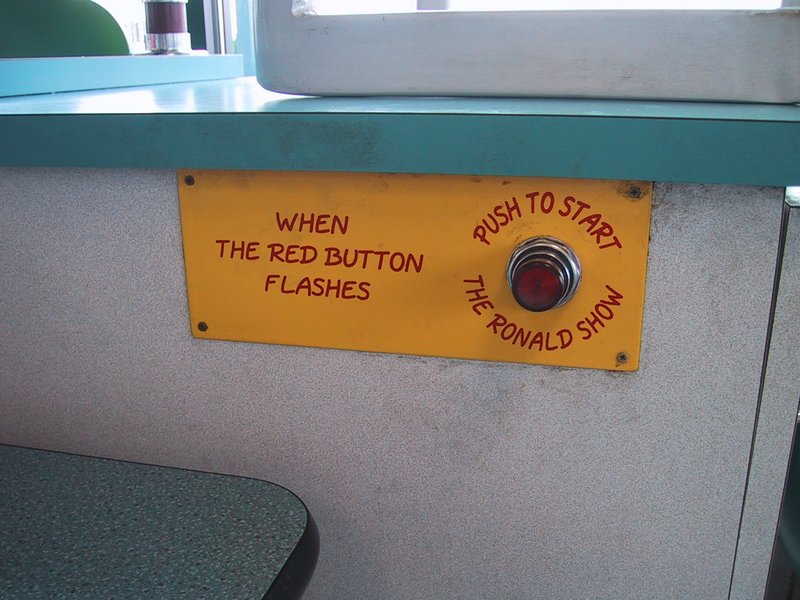 WHEN
THE RED BUTTON
FLASHES
PUSH TO START
THE RONALD SHOW